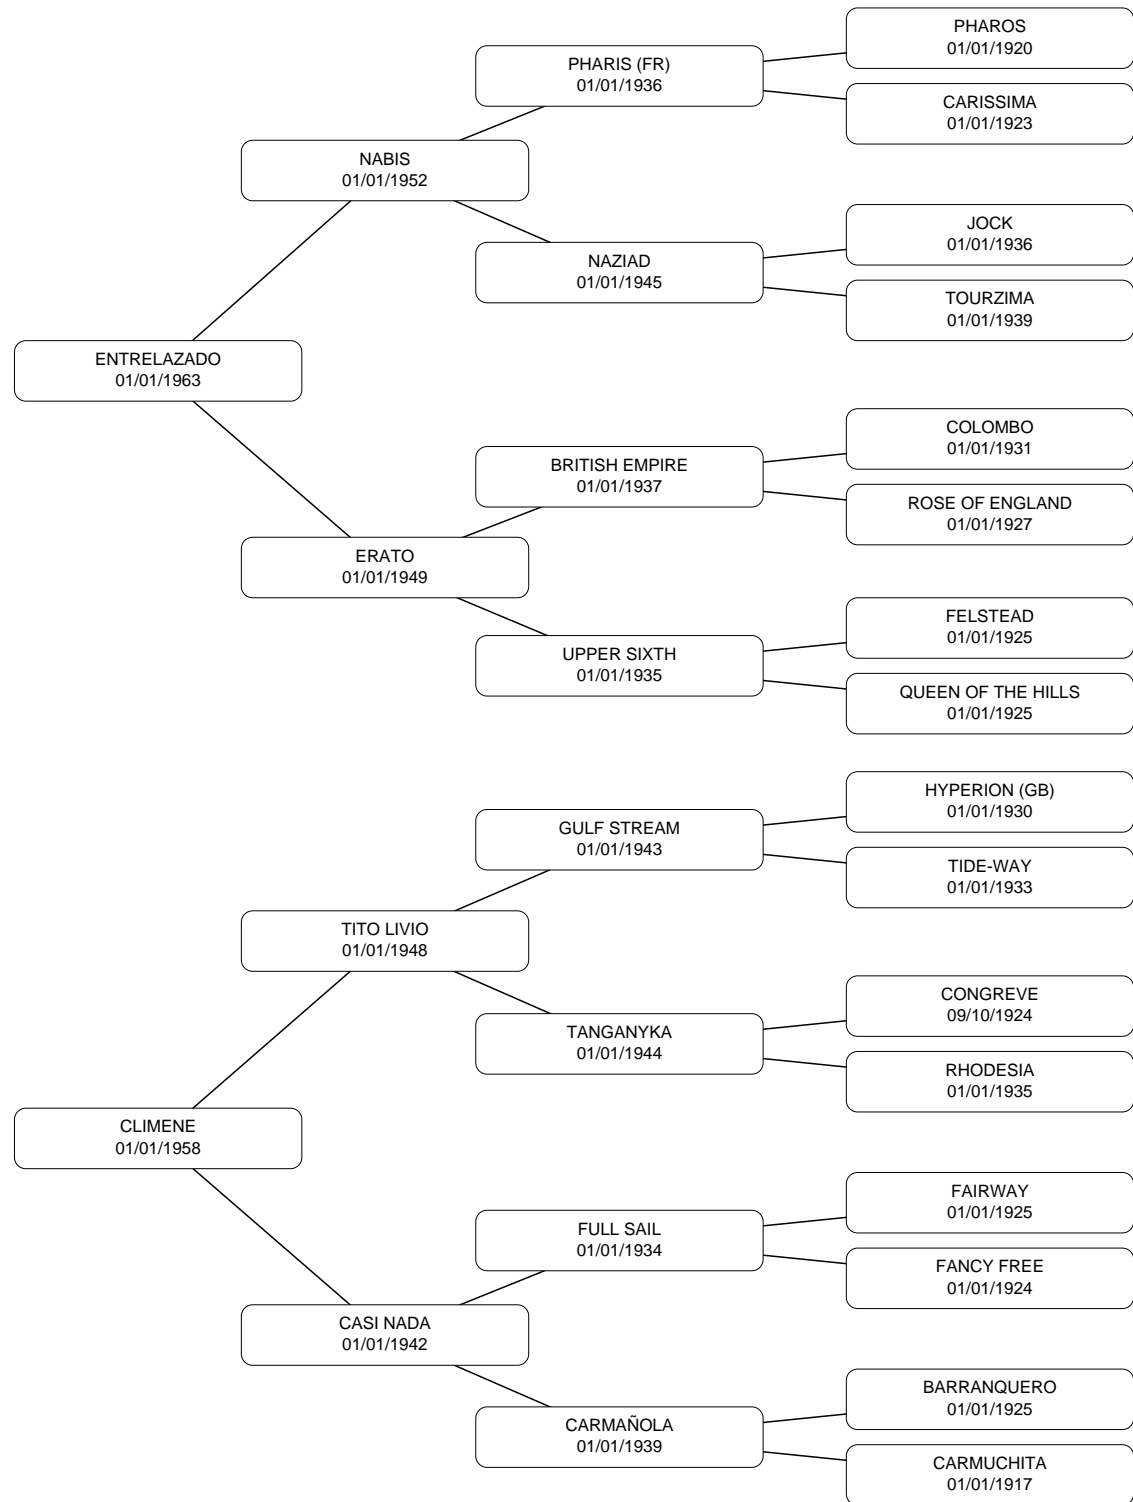 PHAROS
01/01/1920
PHARIS (FR)
01/01/1936
CARISSIMA
01/01/1923
NABIS
01/01/1952
JOCK
01/01/1936
NAZIAD
01/01/1945
TOURZIMA
01/01/1939
ENTRELAZADO
01/01/1963
COLOMBO
01/01/1931
BRITISH EMPIRE
01/01/1937
ROSE OF ENGLAND
01/01/1927
ERATO
01/01/1949
FELSTEAD
01/01/1925
UPPER SIXTH
01/01/1935
QUEEN OF THE HILLS
01/01/1925
HYPERION (GB)
01/01/1930
GULF STREAM
01/01/1943
TIDE-WAY
01/01/1933
TITO LIVIO
01/01/1948
CONGREVE
09/10/1924
TANGANYKA
01/01/1944
RHODESIA
01/01/1935
CLIMENE
01/01/1958
FAIRWAY
01/01/1925
FULL SAIL
01/01/1934
FANCY FREE
01/01/1924
CASI NADA
01/01/1942
BARRANQUERO
01/01/1925
CARMAÑOLA
01/01/1939
CARMUCHITA
01/01/1917